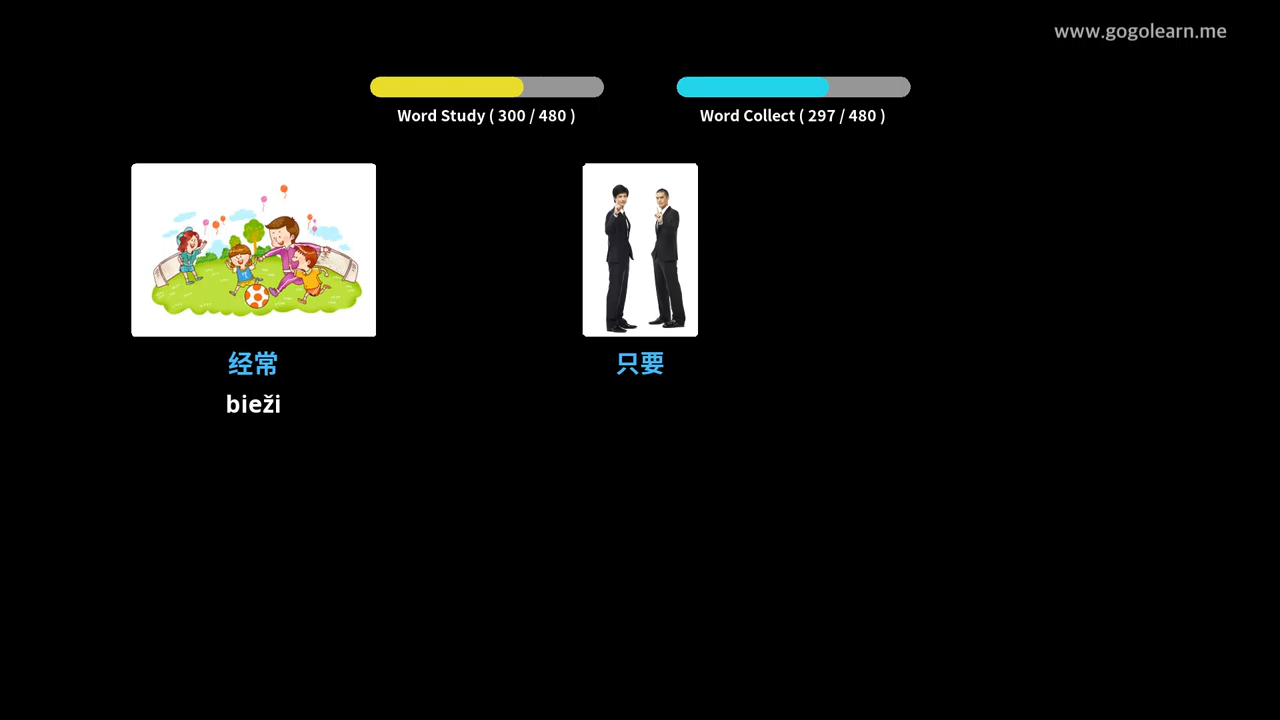 www.gogolearn.me
Word Study ( 300 / 480 )
Word Collect ( 297 / 480 )
经常
只要
bieži